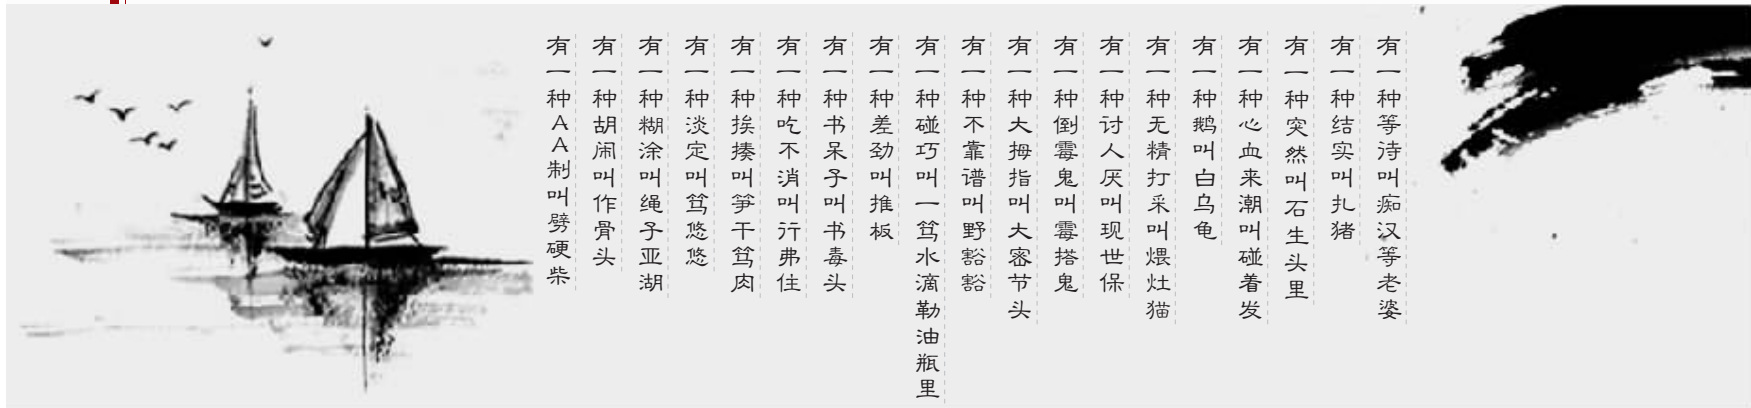 有一种等待叫痴汉等老婆
有一种结实叫扎猪
有一种突然叫石生头里
有一种心血来潮叫碰着发
有一种鹅叫白乌龟
有一种无精打采叫煨灶猫
有一种讨人厌叫现世保
有一种倒霉鬼叫霉搭鬼
有一种大拇指叫大密节头
有一种不靠谱叫野豁豁
有一种碰巧叫一笃水滴勒油瓶里
有一种差劲叫推板
有一种书呆子叫书毒头
有一种吃不消叫行弗住
有一种挨揍叫笋干笃肉
有一种淡定叫笃悠悠
有一种糊涂叫绳子亚湖
有一种胡闹叫作骨头
有一种AA制叫劈硬柴